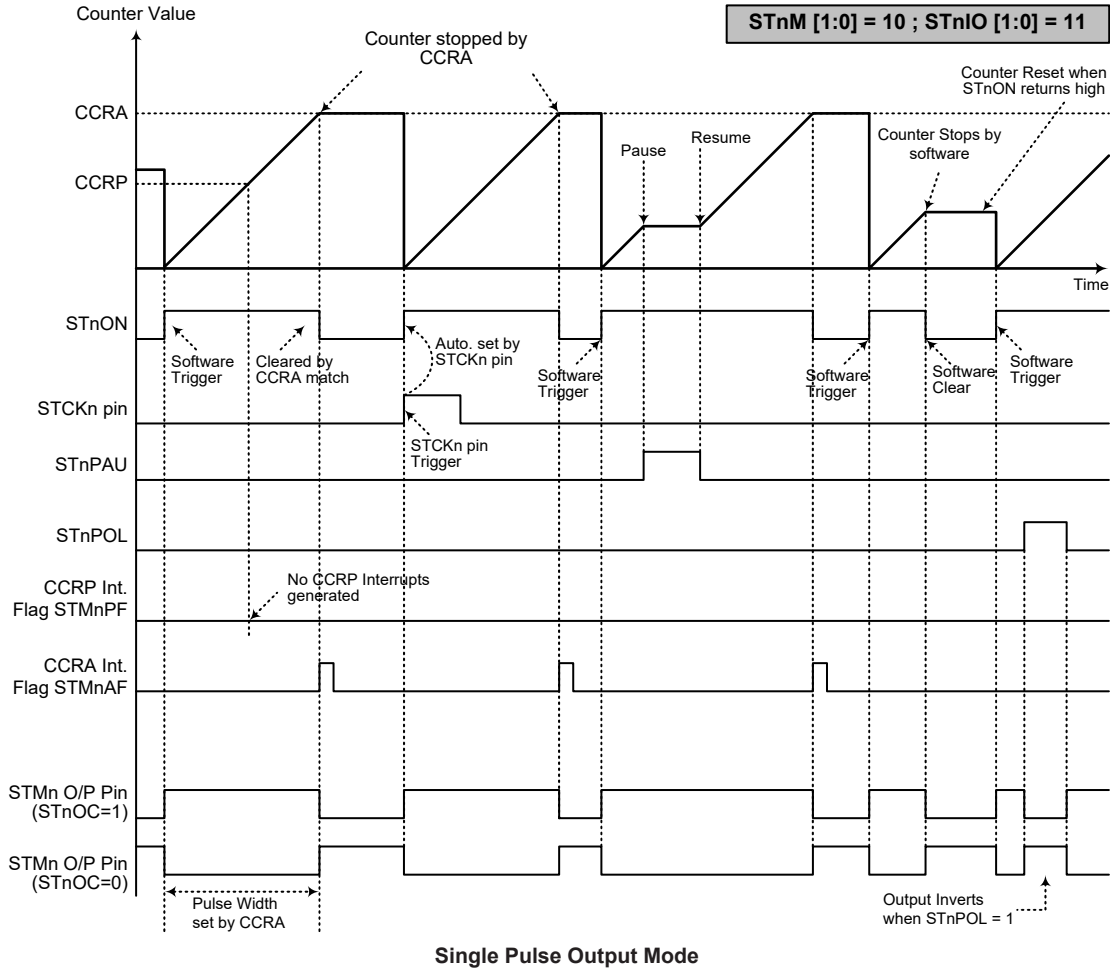 Counter Value
STnM [1:0] = 10 ; STnIO [1:0] = 11
Counter stopped by
CCRA
Counter Reset when
STnON returns high
CCRA
Pause
Resume
Counter Stops by
software
CCRP
Time
STnON
Software
Trigger
Cleared by
CCRA match
Auto. set by
STCKn pin
Software
Trigger
Software
Trigger
Software
Clear
Software
Trigger
STCKn pin
STCKn pin
Trigger
STnPAU
STnPOL
No CCRP Interrupts
generated
CCRP Int.
Flag STMnPF
CCRA Int.
Flag STMnAF
STMn O/P Pin
(STnOC=1)
STMn O/P Pin
(STnOC=0)
Pulse Width
set by CCRA
Output Inverts
when STnPOL = 1
Single Pulse Output Mode